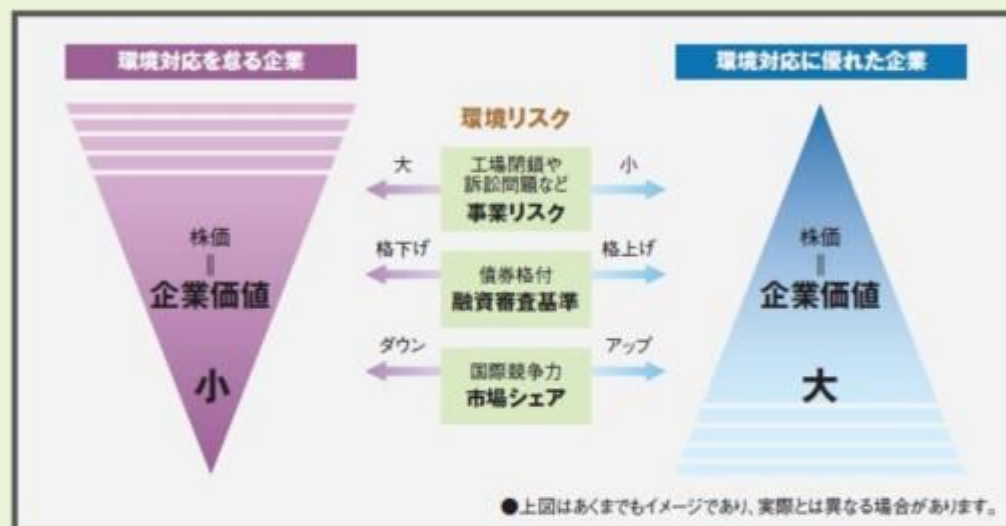 環境対応を怠る企業
環境対応に優れた企業
環境リスク
大
工場閉鎖や
訴訟問題など
事業リスク
小
株価
＝
企業価値
小
格下げ
債券格付
融資審査基準
格上げ
ダウン
国際競争力
市場シェア
アップ
株価
＝
企業価値
大
●上図はあくまでもイメージであり、実際とは異なる場合があります。